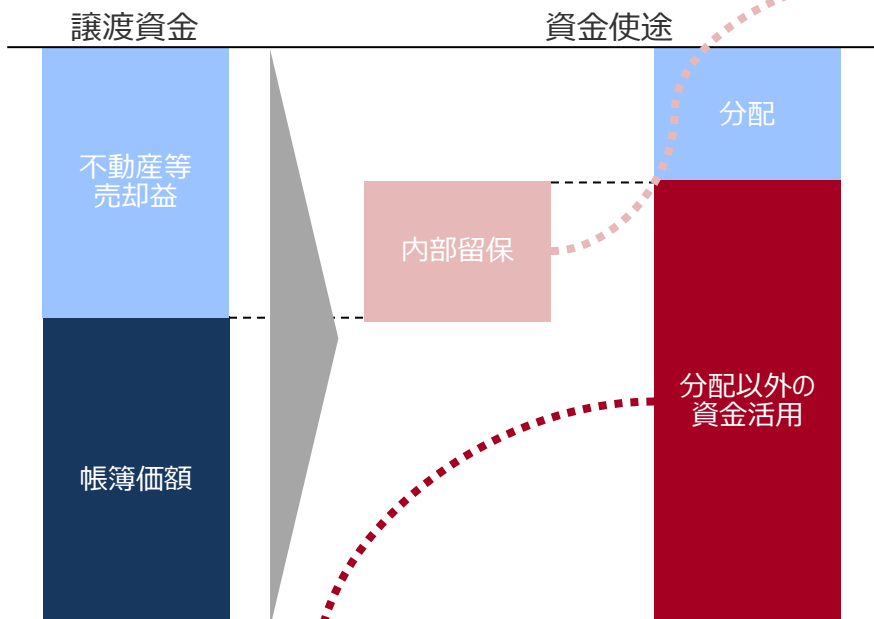 譲渡資金
資金使途
不動産等
売却益
帳簿価額
内部留保
分配
分配以外の
資金活用